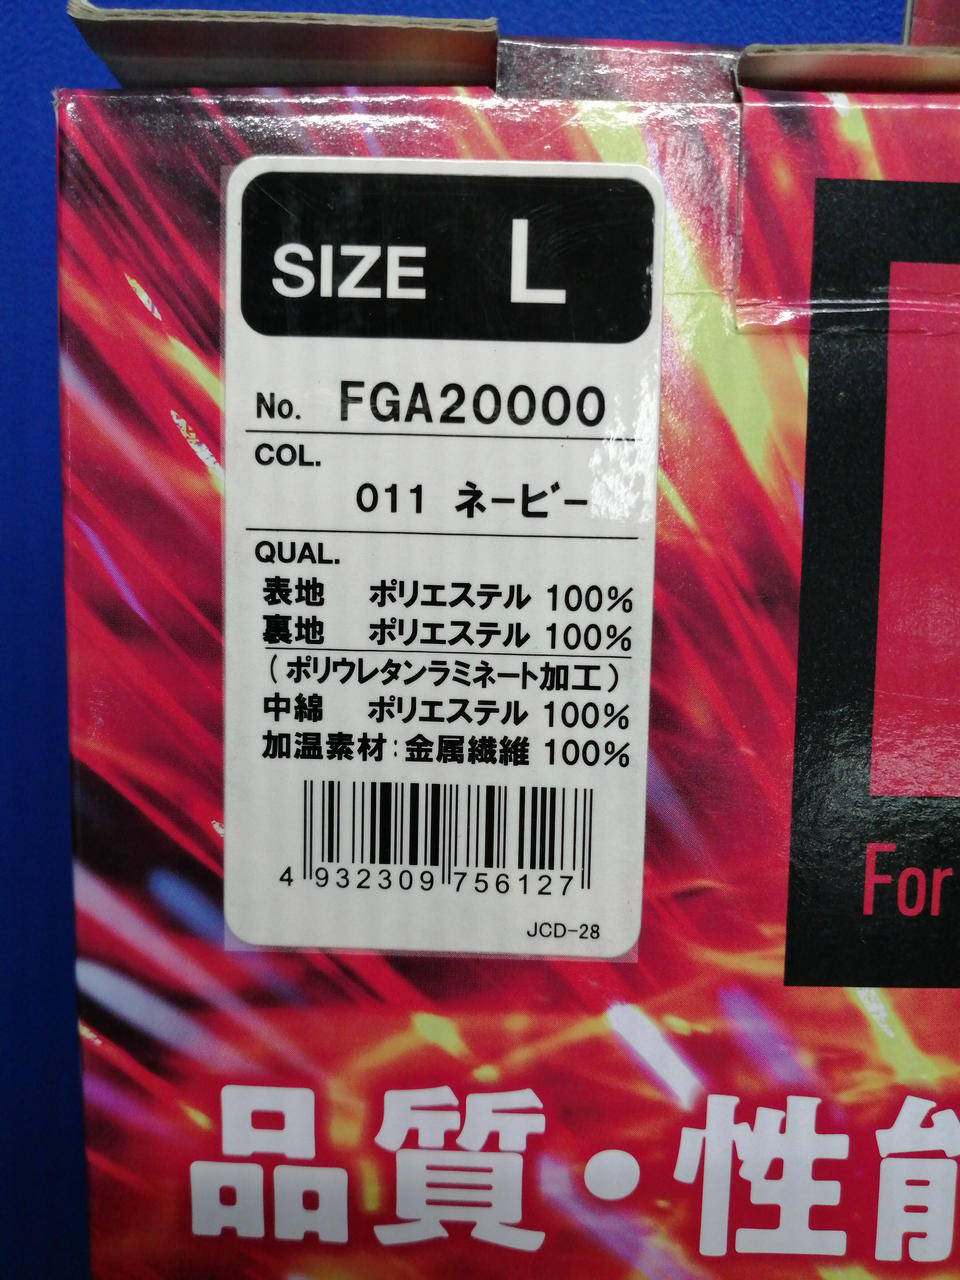 SIZE L
No. FGA20000
COL.
011 ネービー
QUAL.
表地 ポリエステル 100%
裏地 ポリエステル 100%
(ポリウレタンラミネート加工)
中綿 ポリエステル 100%
加温素材:金属繊維 100%
4 932309 756127
JCD-28
For
品質・性能